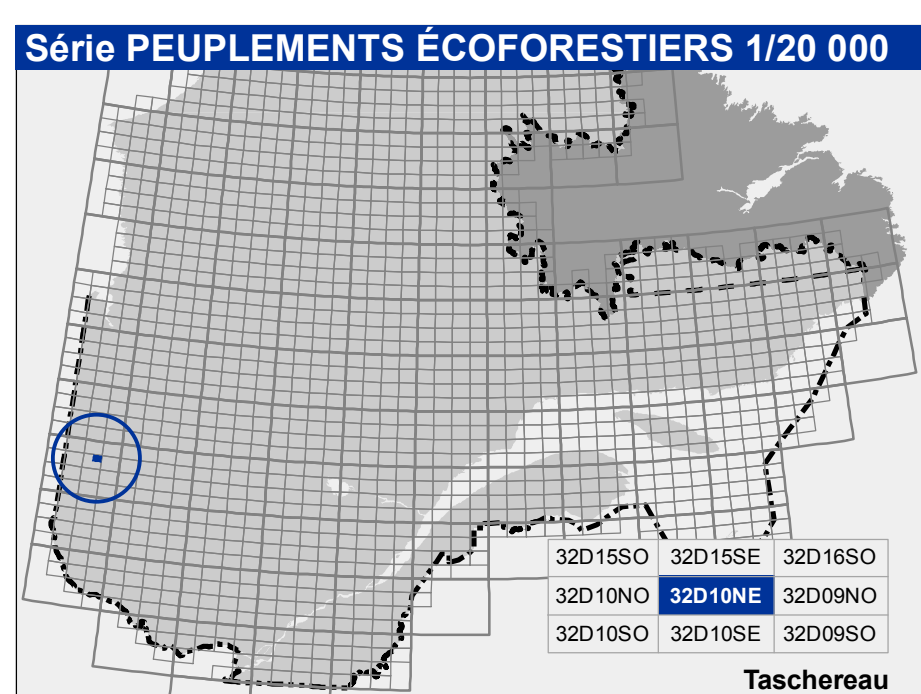 Série PEUPLEMENTS ÉCOFORESTIERS 1/20 000
32D15SO 32D15SE 32D16SO
32D10NO 32D10NE 32D09NO
32D10SO 32D10SE 32D09SO
Taschereau